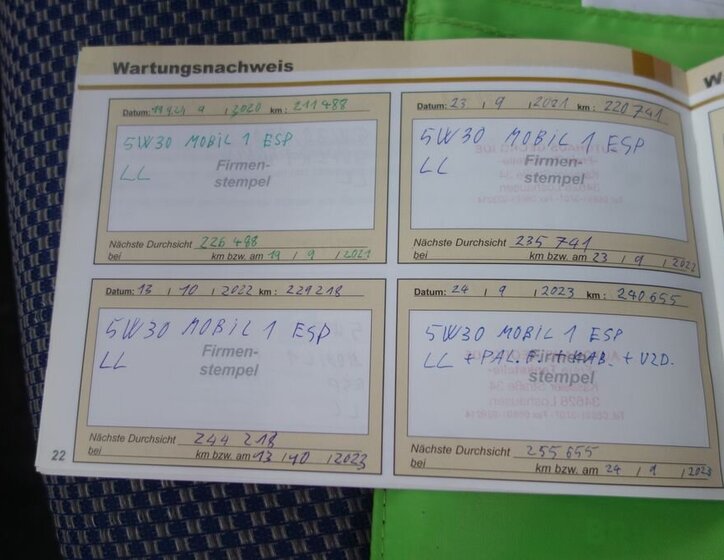 Wartungsnachweis
Datum: 19 / 9 / 2020 km: 211 488
5W30 MOBIL 1 ESP
LL
Firmen-
stempel
Nächste Durchsicht 226 488
bei km bzw. am 19 / 9 / 2021
Datum: 23 / 9 / 2021 km: 220 741
5W30 MOBIL 1 ESP
LL
Firmen-
stempel
Nächste Durchsicht 235 741
bei km bzw. am 23 / 9 / 2022
Datum: 13 / 10 / 2022 km: 229 218
5W30 MOBIL 1 ESP
LL
Firmen-
stempel
Nächste Durchsicht 244 218
bei km bzw. am 13 / 10 / 2023
Datum: 24 / 9 / 2023 km: 240 655
5W30 MOBIL 1 ESP
LL + PAL. F. + KAB. + VZD.
Firmen-
stempel
Nächste Durchsicht 255 655
bei km bzw. am 24 / 9 /
22
W